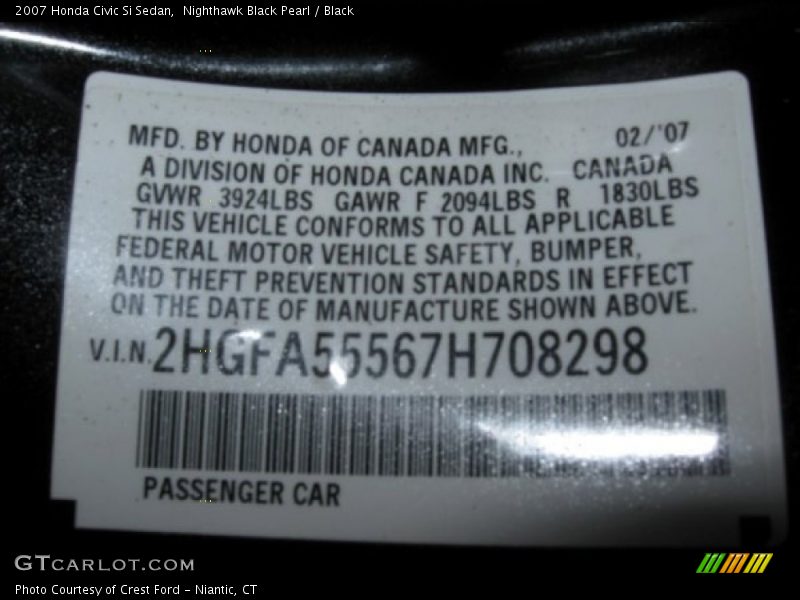 2007 Honda Civic Si Sedan,  Nighthawk Black Pearl / Black
MFD. BY HONDA OF CANADA MFG., 02/'07
A DIVISION OF HONDA CANADA INC. CANADA
GVWR 3924LBS GAWR F 2094LBS R 1830LBS
THIS VEHICLE CONFORMS TO ALL APPLICABLE
FEDERAL MOTOR VEHICLE SAFETY, BUMPER,
AND THEFT PREVENTION STANDARDS IN EFFECT
ON THE DATE OF MANUFACTURE SHOWN ABOVE.
V.I.N. 2HGFA55567H708298
PASSENGER CAR
GTCARLOT.COM
Photo Courtesy of Crest Ford - Niantic, CT